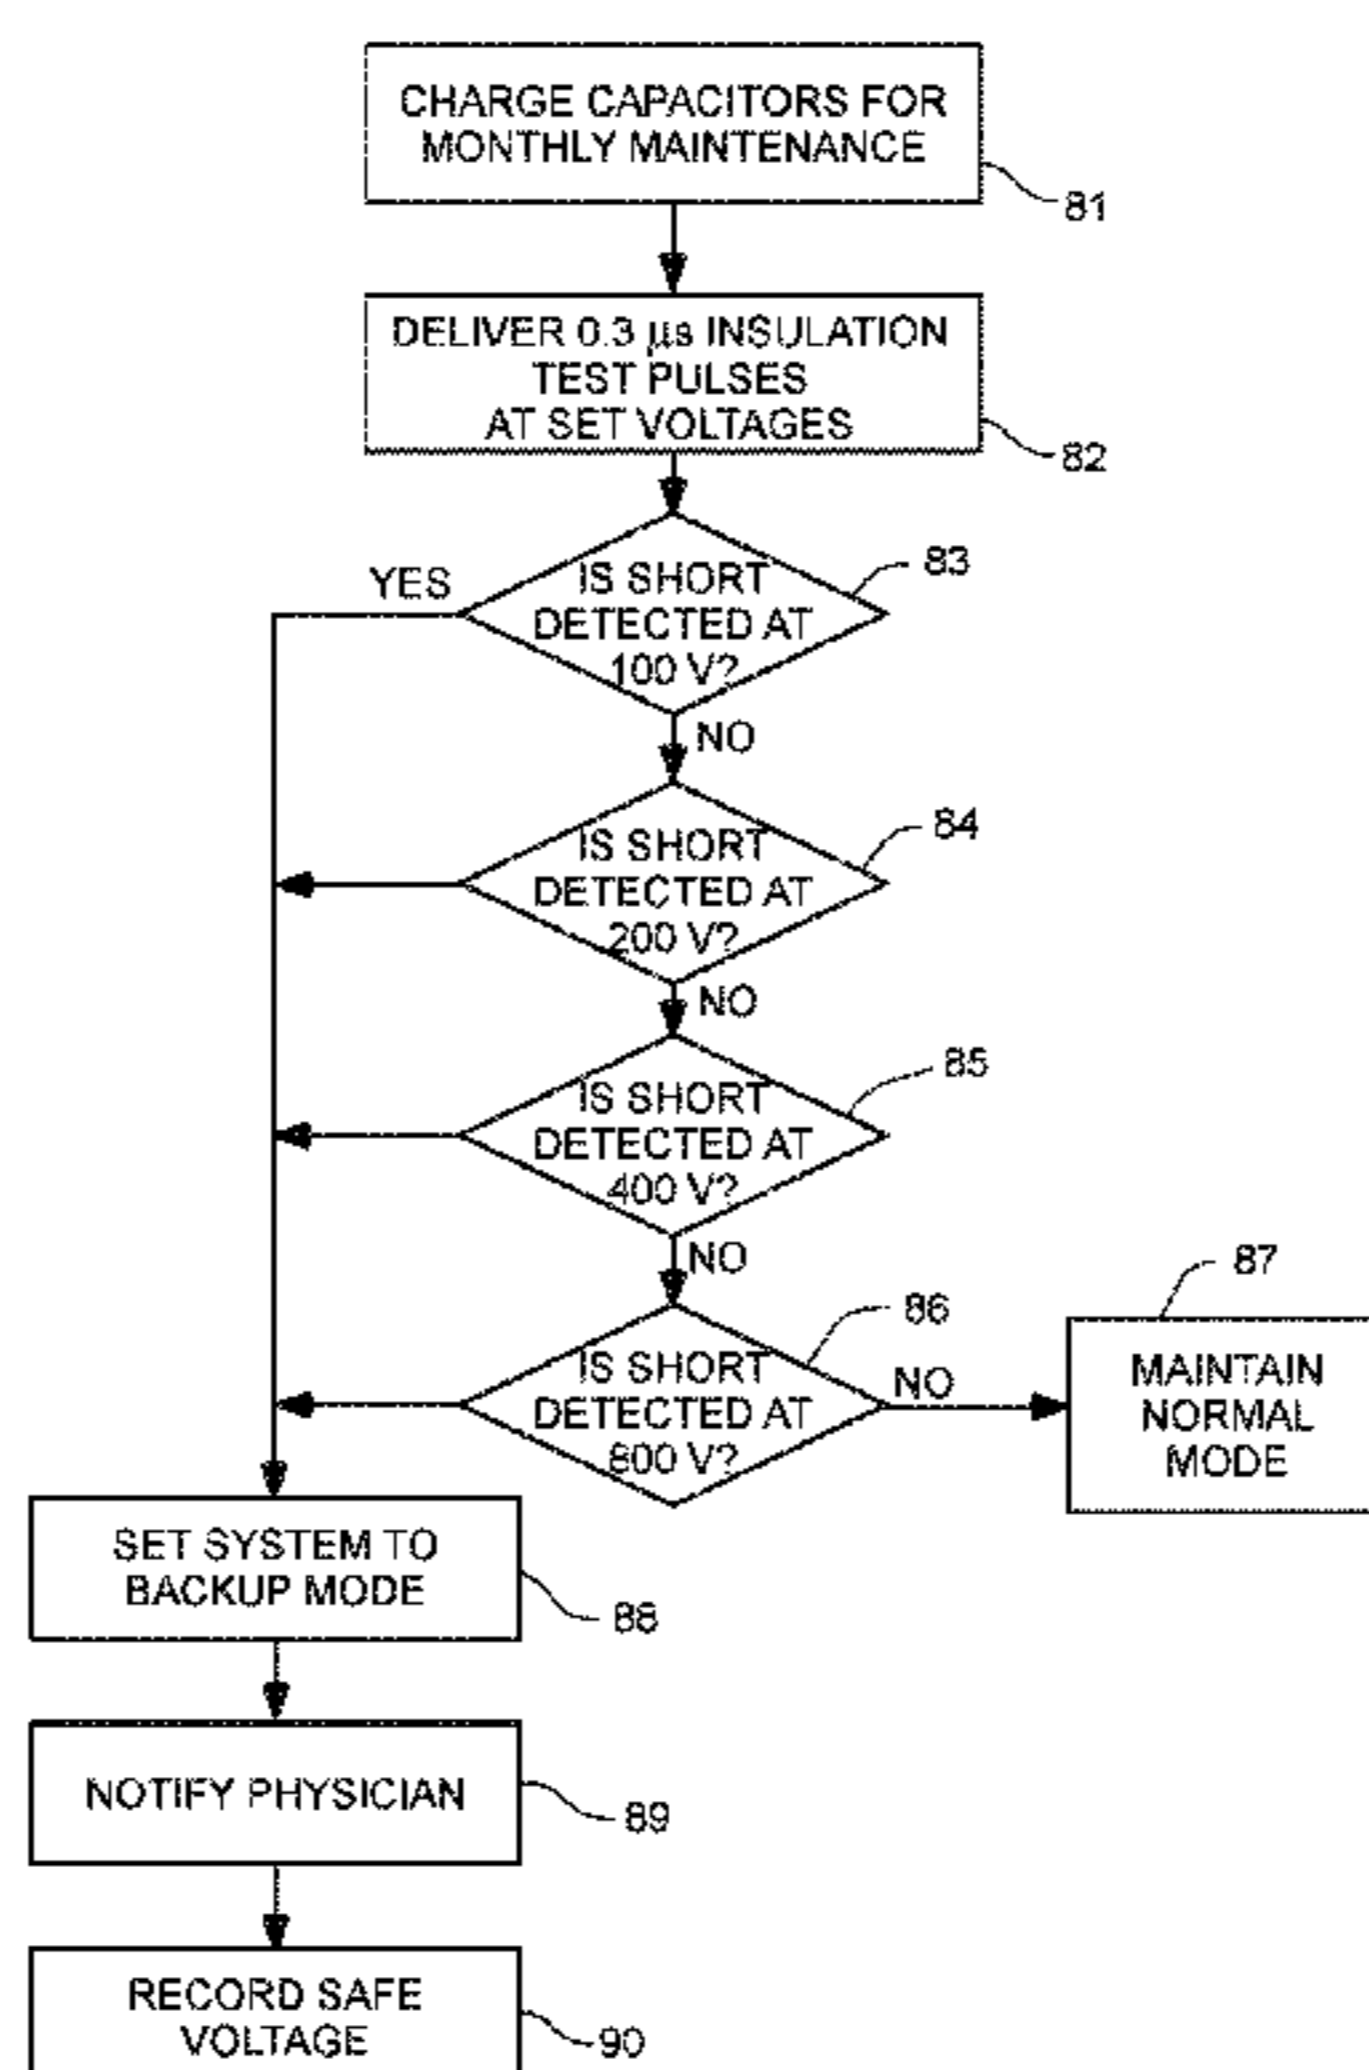 CHARGE CAPACITORS FOR
MONTHLY MAINTENANCE
81
DELIVER 0.3 µs INSULATION
TEST PULSES
AT SET VOLTAGES
82
IS SHORT
DETECTED AT
100 V?
83
YES
NO
IS SHORT
DETECTED AT
200 V?
84
NO
IS SHORT
DETECTED AT
400 V?
85
NO
IS SHORT
DETECTED AT
800 V?
86
NO
87
MAINTAIN
NORMAL
MODE
SET SYSTEM TO
BACKUP MODE
88
NOTIFY PHYSICIAN
89
RECORD SAFE
VOLTAGE
90